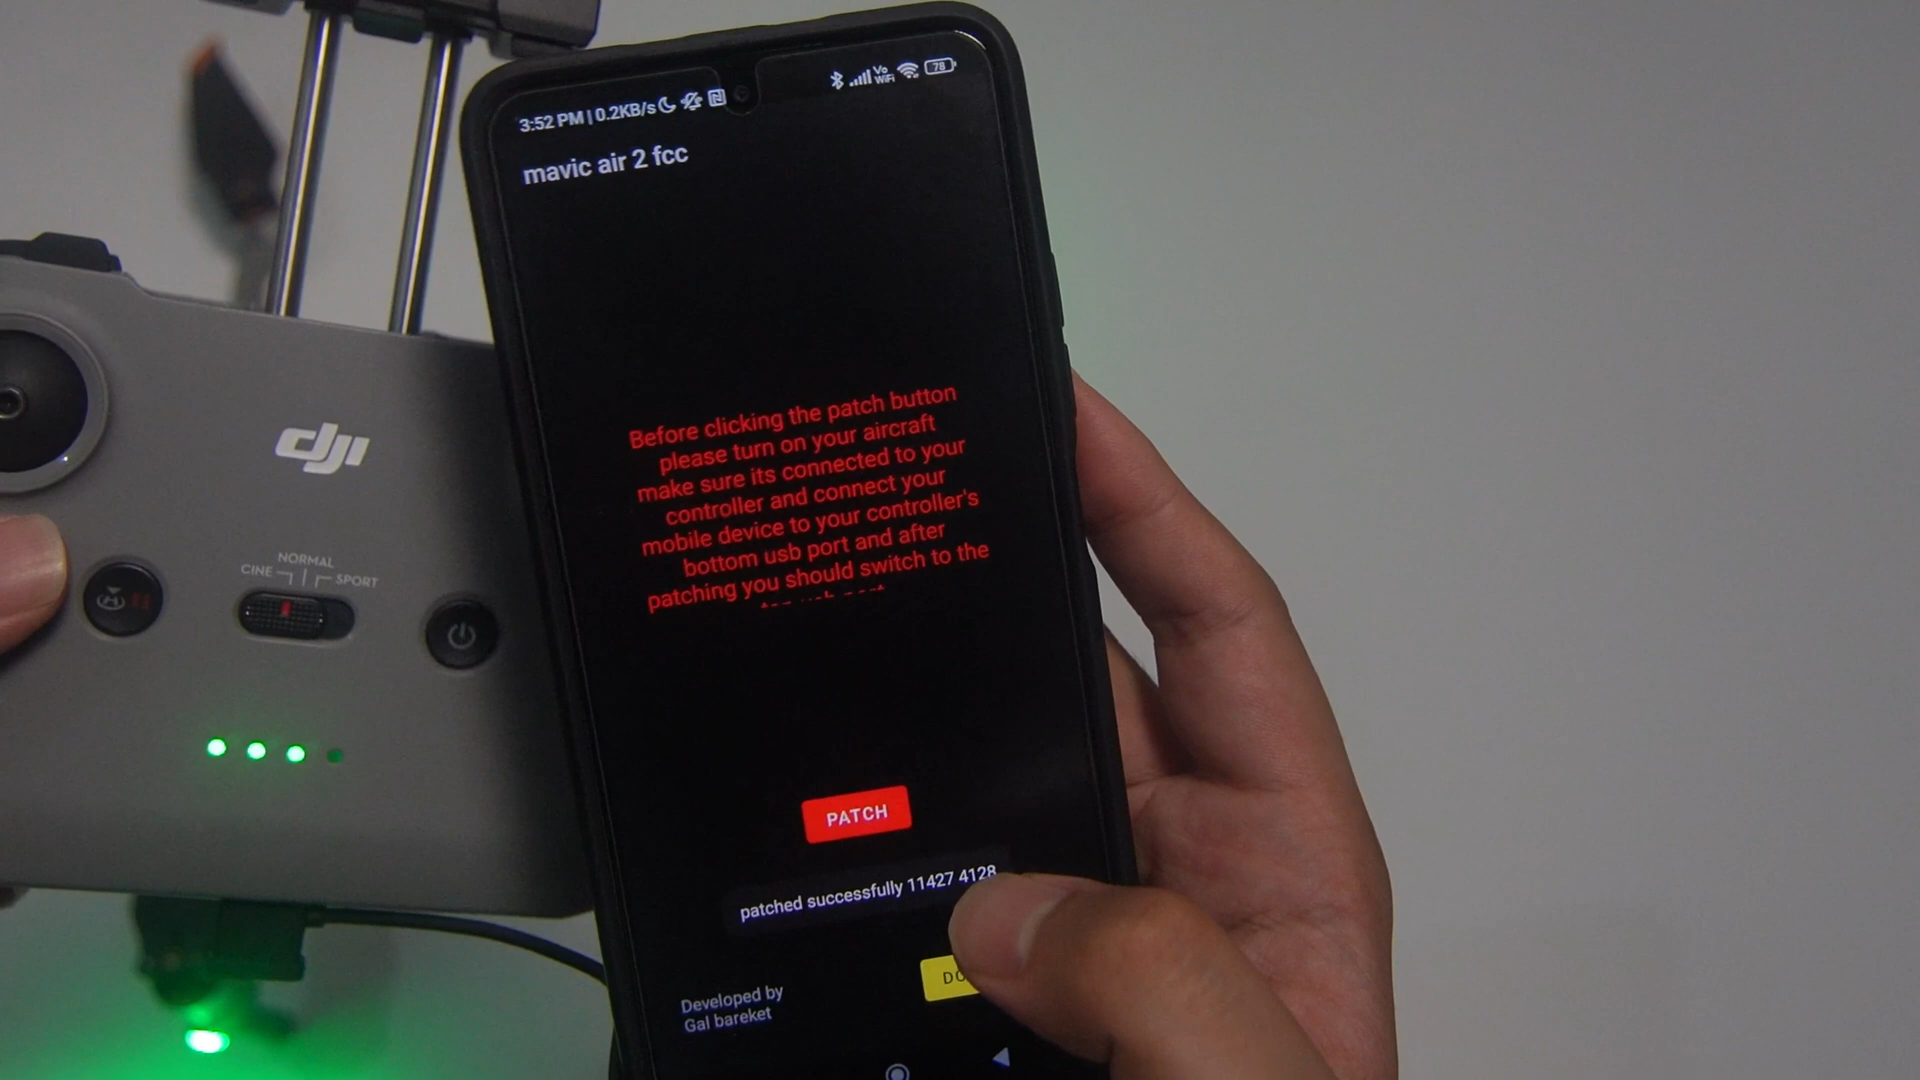 3:52 PM | 0.2KB/s
Vo
WiFi
78
mavic air 2 fcc
Before clicking the patch button
please turn on your aircraft
make sure its connected to your
controller and connect your
mobile device to your controller's
bottom usb port and after
patching you should switch to the
PATCH
patched successfully 11427 4128
Developed by
Gal bareket
dji
NORMAL
CINE
SPORT